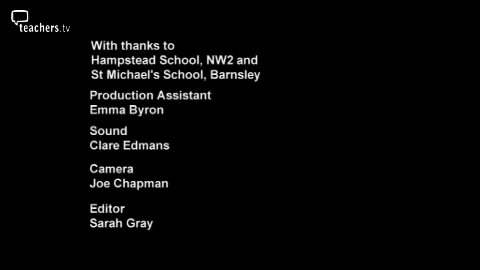 teachers.tv
With thanks to
Hampstead School, NW2 and
St Michael's School, Barnsley
Production Assistant
Emma Byron
Sound
Clare Edmans
Camera
Joe Chapman
Editor
Sarah Gray